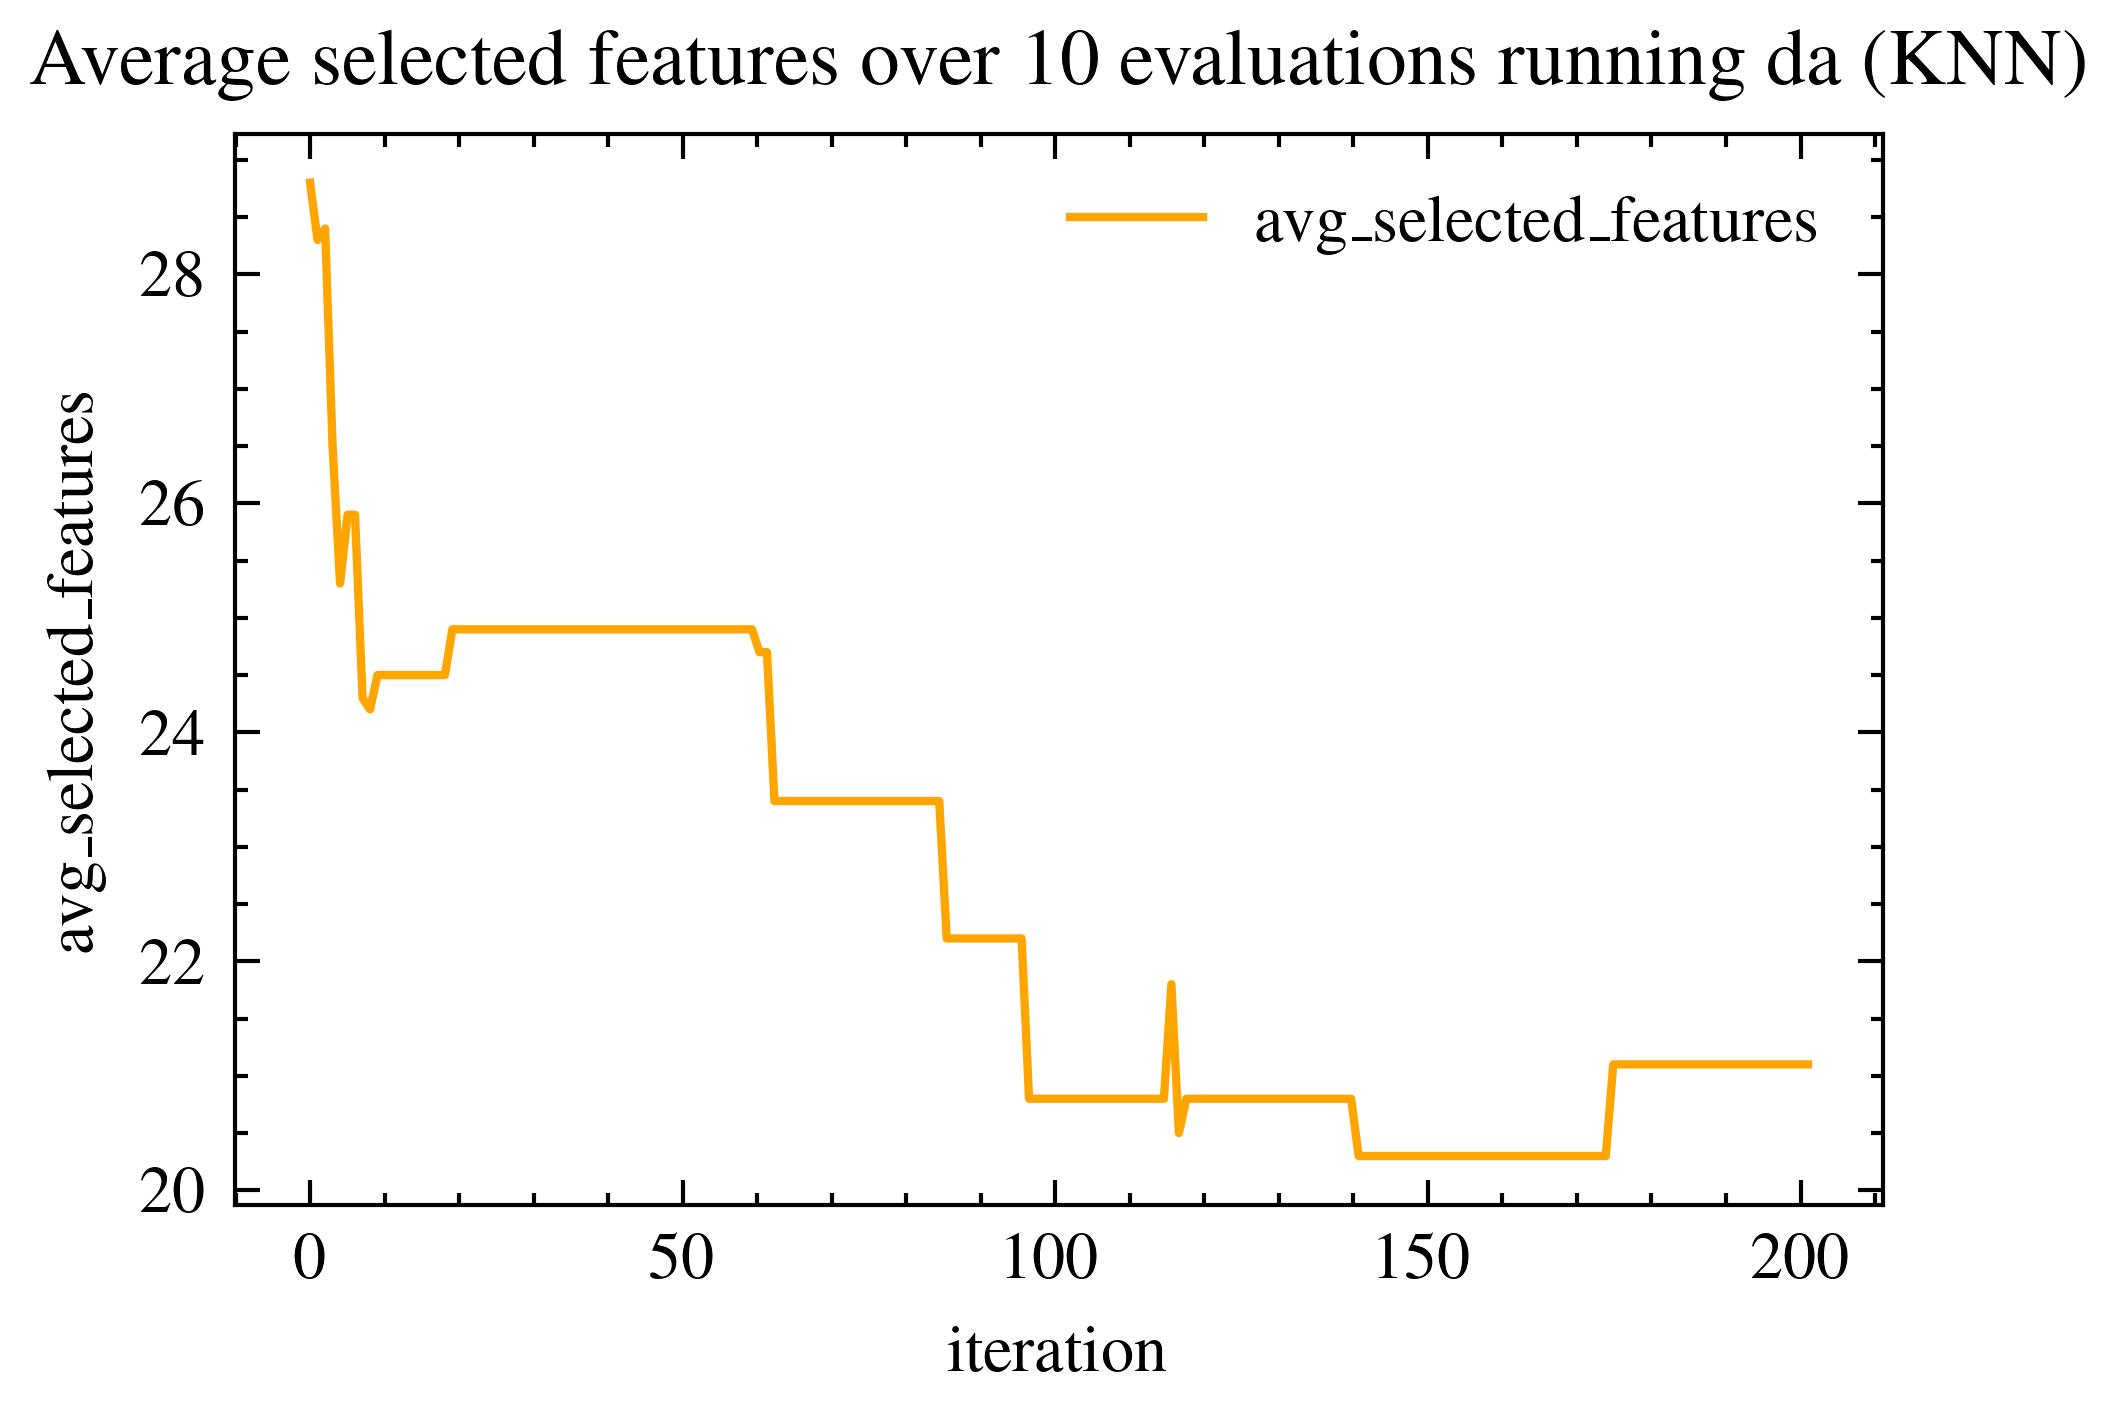 Average selected features over 10 evaluations running da (KNN)
avg_selected_features
28
26
24
22
20
avg_selected_features
0 50 100 150 200
iteration